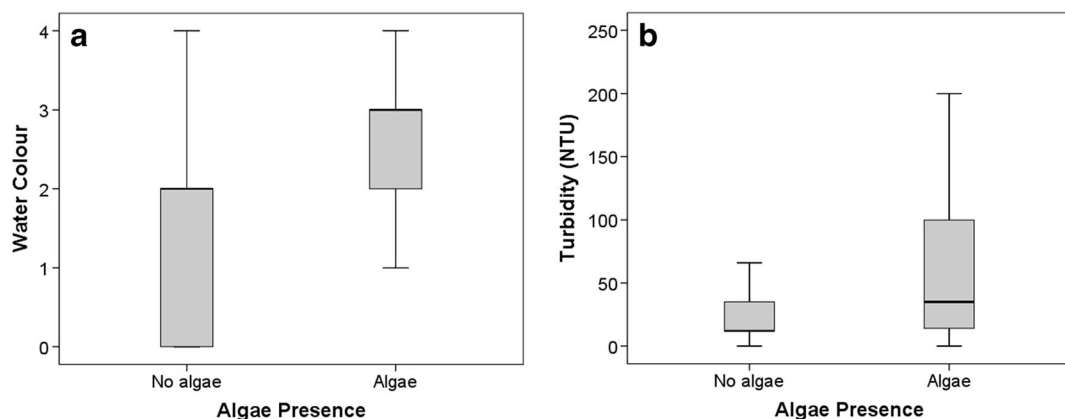 a
Water Colour
4
3
2
1
0
No algae
Algae
Algae Presence
b
Turbidity (NTU)
250
200
150
100
50
0
No algae
Algae
Algae Presence